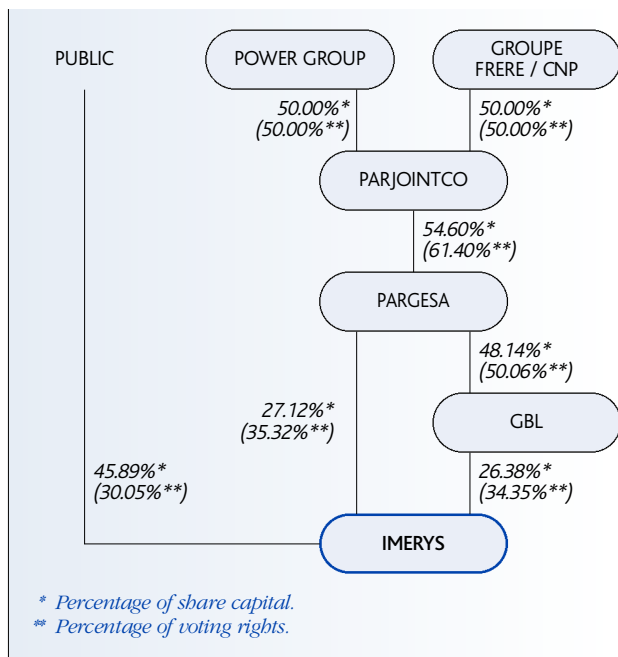 PUBLIC
POWER GROUP
GROUPE
FRERE / CNP
50.00%*
(50.00%**)
50.00%*
(50.00%**)
PARJOINTCO
54.60%*
(61.40%**)
PARGESA
48.14%*
(50.06%**)
27.12%*
(35.32%**)
GBL
45.89%*
(30.05%**)
26.38%*
(34.35%**)
IMERYS
* Percentage of share capital.
** Percentage of voting rights.